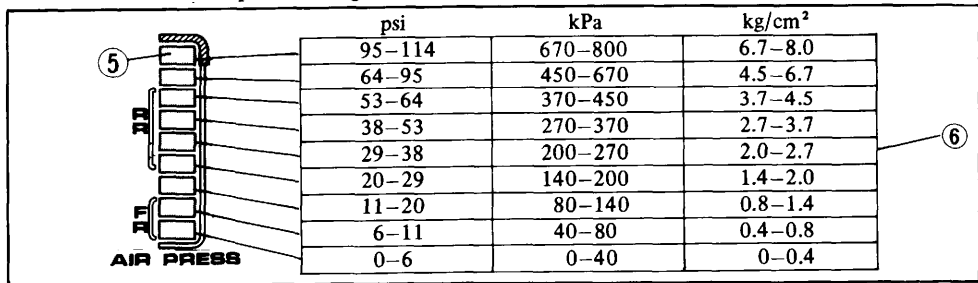 psi kPa kg/cm²
⑤ 95−114 670−800 6.7−8.0
64−95 450−670 4.5−6.7
53−64 370−450 3.7−4.5
RR 38−53 270−370 2.7−3.7
29−38 200−270 2.0−2.7 ⑥
20−29 140−200 1.4−2.0
11−20 80−140 0.8−1.4
FR 6−11 40−80 0.4−0.8
AIR PRESS 0−6 0−40 0−0.4